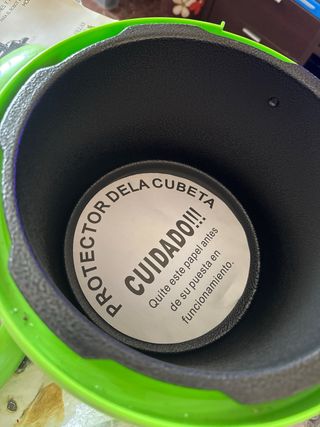 PROTECTOR DELA CUBETA
CUIDADO!!!
Quite este papel antes
de su puesta en
funcionamiento.